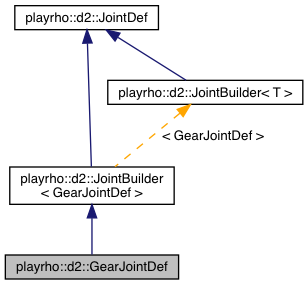 playrho::d2::JointDef
playrho::d2::JointBuilder< T >
< GearJointDef >
playrho::d2::JointBuilder
< GearJointDef >
playrho::d2::GearJointDef